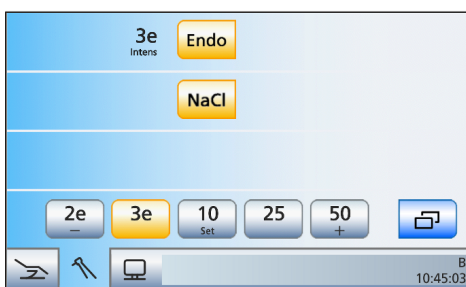 3e Endo
Intens
NaCl
2e 3e 10 25 50
– Set +
B
10:45:03